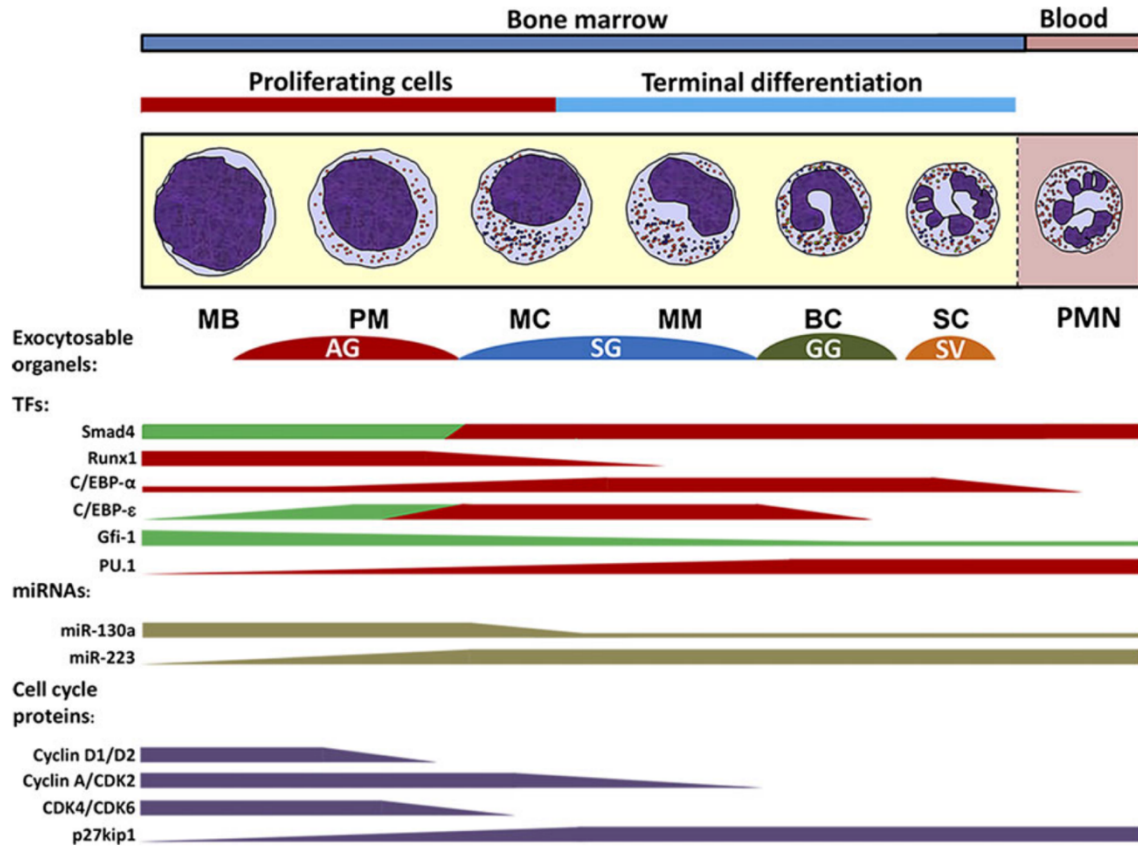 Bone marrow Blood
Proliferating cells Terminal differentiation
MB PM MC MM BC SC PMN
Exocytosable
organels:
AG SG GG SV
TFs:
Smad4
Runx1
C/EBP-α
C/EBP-ε
Gfi-1
PU.1
miRNAs:
miR-130a
miR-223
Cell cycle
proteins:
Cyclin D1/D2
Cyclin A/CDK2
CDK4/CDK6
p27kip1